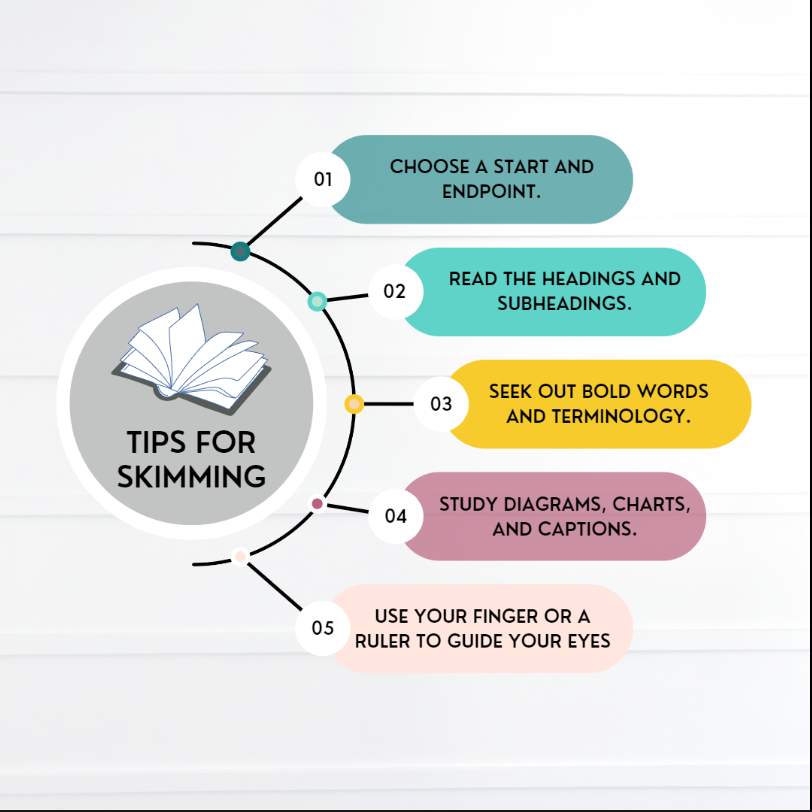 TIPS FOR
SKIMMING
01
CHOOSE A START AND
ENDPOINT.
02
READ THE HEADINGS AND
SUBHEADINGS.
03
SEEK OUT BOLD WORDS
AND TERMINOLOGY.
04
STUDY DIAGRAMS, CHARTS,
AND CAPTIONS.
05
USE YOUR FINGER OR A
RULER TO GUIDE YOUR EYES